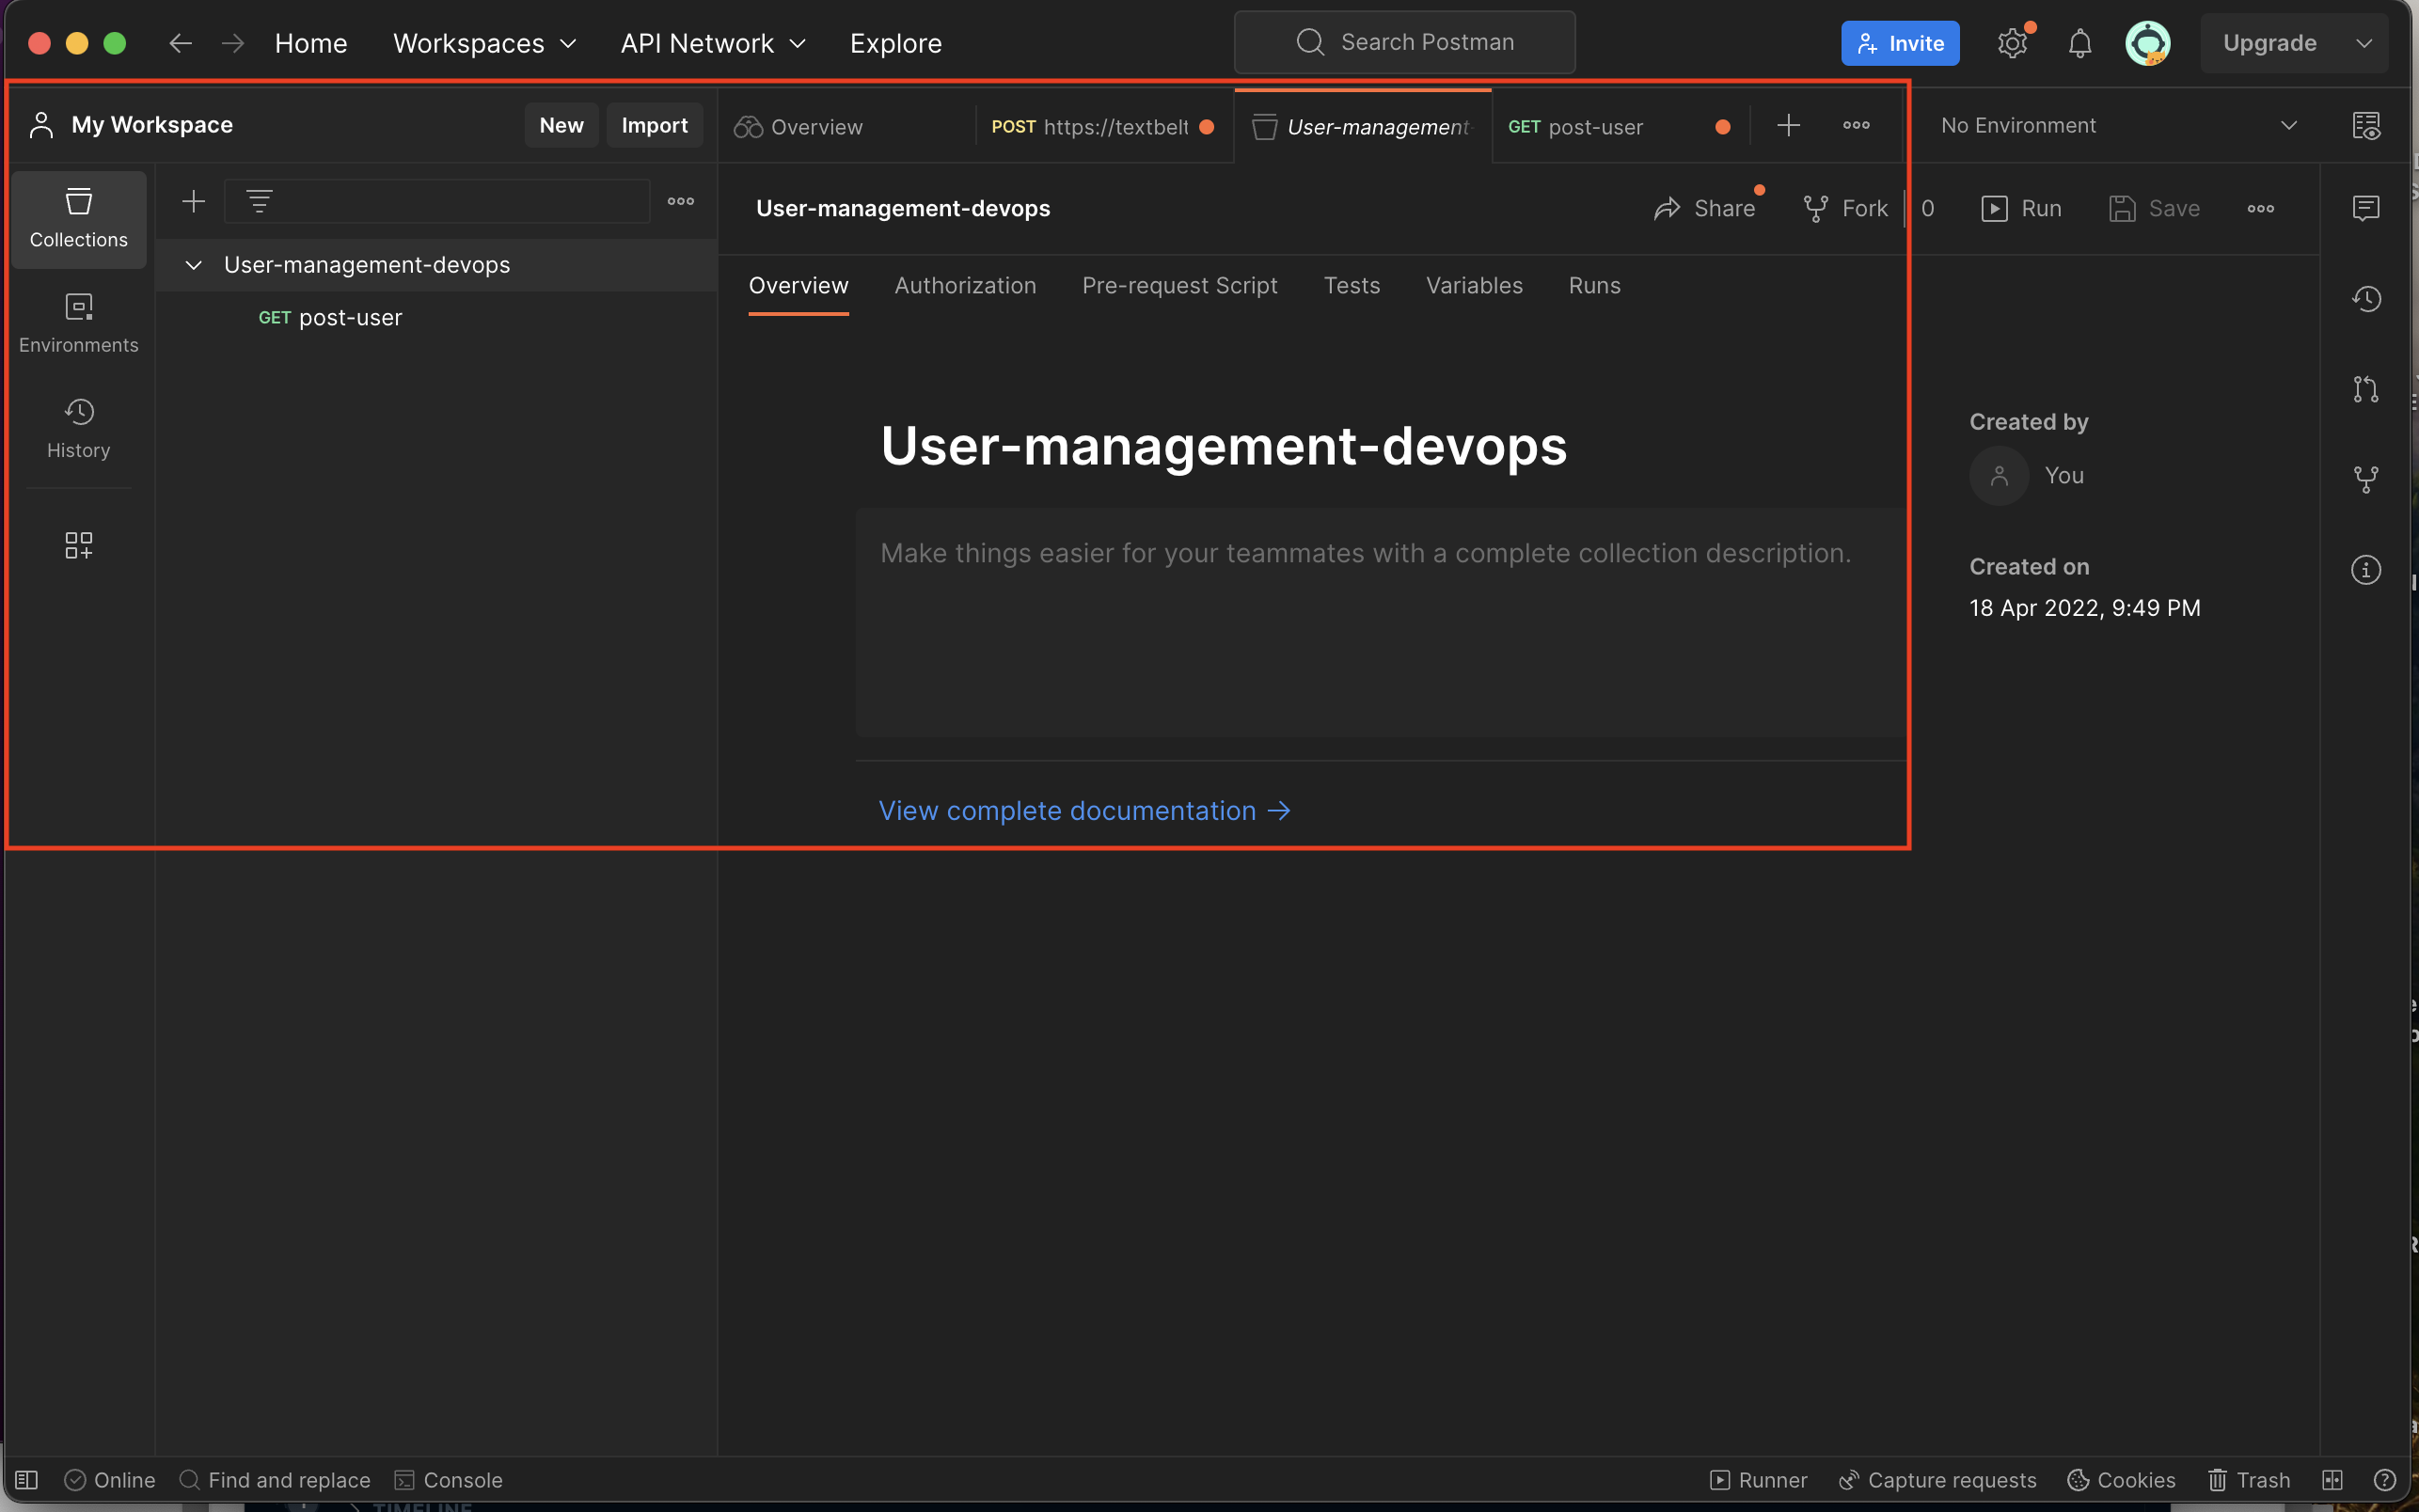 Home Workspaces API Network Explore Search Postman Invite Upgrade
My Workspace New Import Overview POST https://textbelt User-management- GET post-user No Environment
Collections
Environments
History
User-management-devops
GET post-user
User-management-devops Share Fork 0 Run Save
Overview Authorization Pre-request Script Tests Variables Runs
User-management-devops
Make things easier for your teammates with a complete collection description.
View complete documentation →
Created by
You
Created on
18 Apr 2022, 9:49 PM
Online Find and replace Console Runner Capture requests Cookies Trash
TIMELINE